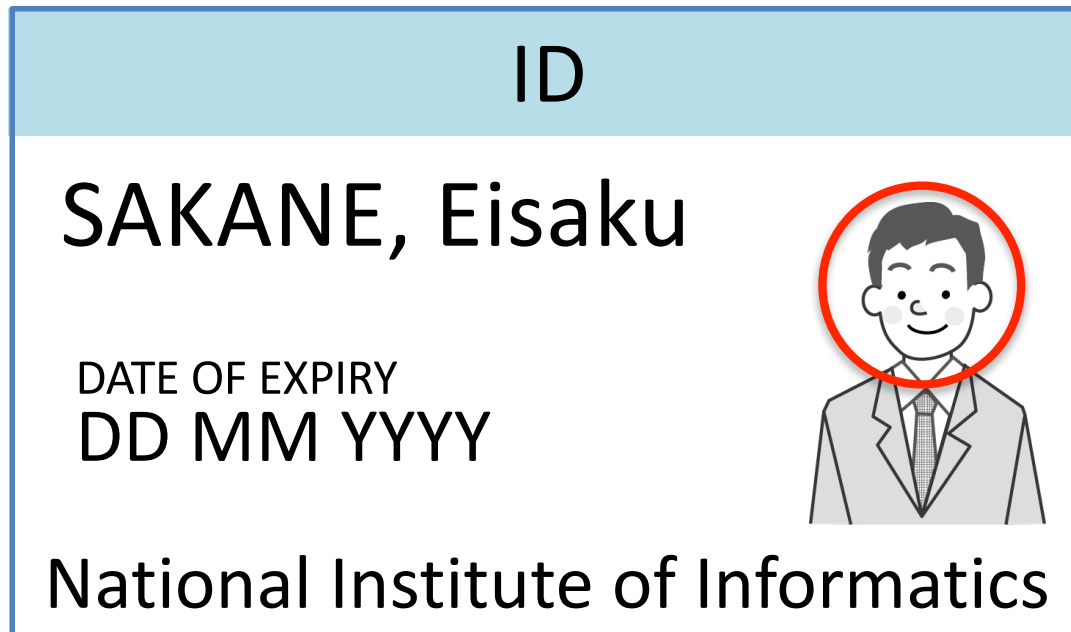 ID
SAKANE, Eisaku
DATE OF EXPIRY
DD MM YYYY
National Institute of Informatics